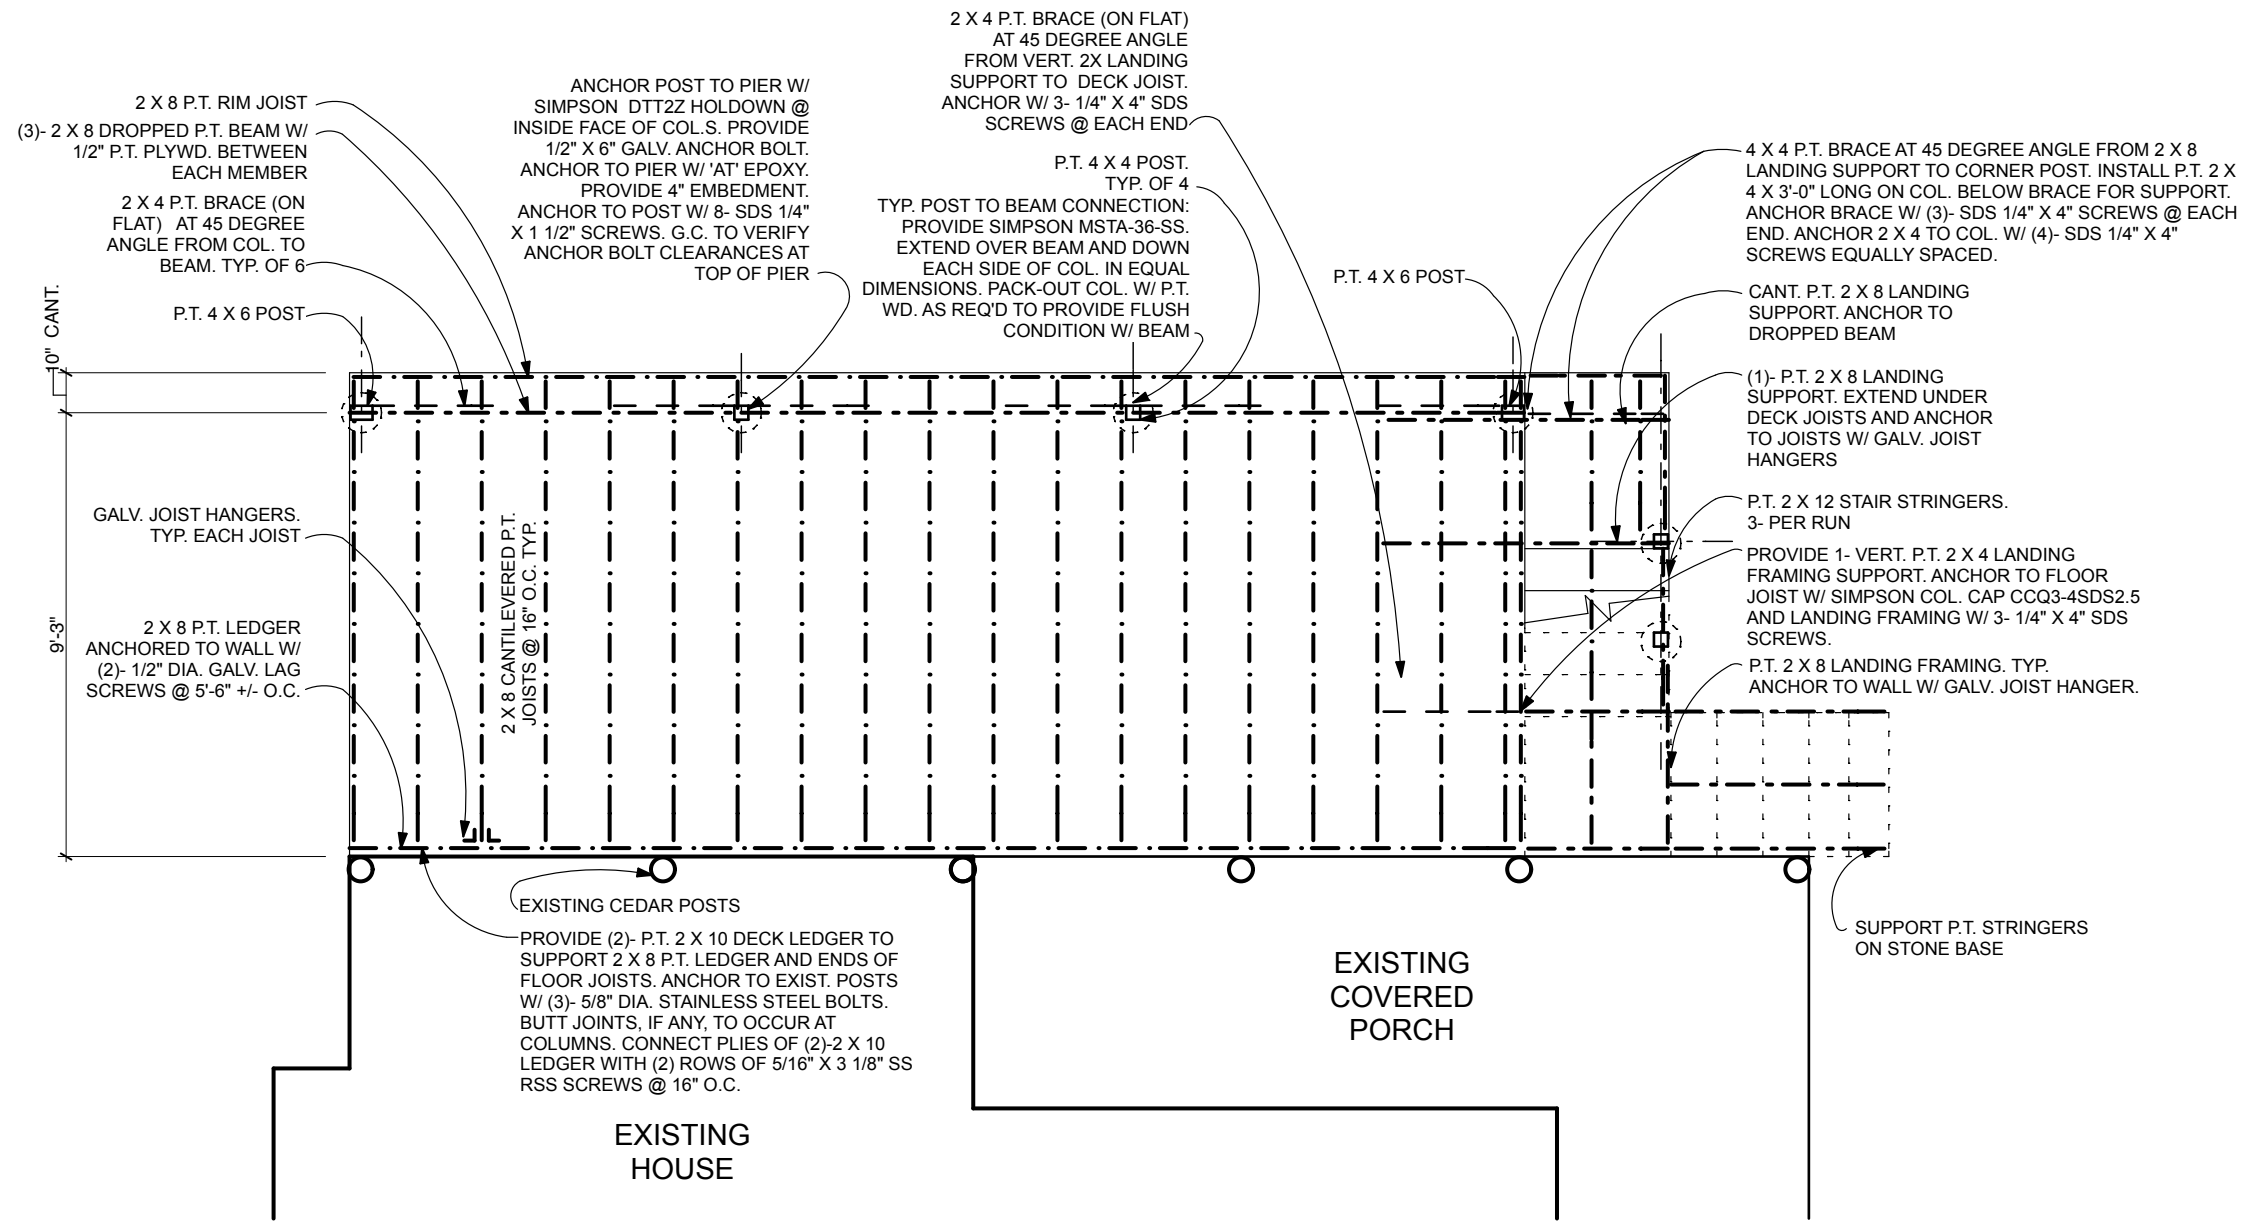 2 X 4 P.T. BRACE (ON FLAT)
AT 45 DEGREE ANGLE
FROM VERT. 2X LANDING
SUPPORT TO DECK JOIST.
ANCHOR W/ 3- 1/4" X 4" SDS
SCREWS @ EACH END
2 X 8 P.T. RIM JOIST
(3)- 2 X 8 DROPPED P.T. BEAM W/
1/2" P.T. PLYWD. BETWEEN
EACH MEMBER
2 X 4 P.T. BRACE (ON
FLAT) AT 45 DEGREE
ANGLE FROM COL. TO
BEAM. TYP. OF 6
P.T. 4 X 6 POST
ANCHOR POST TO PIER W/
SIMPSON DTT2Z HOLDOWN @
INSIDE FACE OF COL.S. PROVIDE
1/2" X 6" GALV. ANCHOR BOLT.
ANCHOR TO PIER W/ 'AT' EPOXY.
PROVIDE 4" EMBEDMENT.
ANCHOR TO POST W/ 8- SDS 1/4"
X 1 1/2" SCREWS. G.C. TO VERIFY
ANCHOR BOLT CLEARANCES AT
TOP OF PIER
P.T. 4 X 4 POST.
TYP. OF 4
TYP. POST TO BEAM CONNECTION:
PROVIDE SIMPSON MSTA-36-SS.
EXTEND OVER BEAM AND DOWN
EACH SIDE OF COL. IN EQUAL
DIMENSIONS. PACK-OUT COL. W/ P.T.
WD. AS REQ'D TO PROVIDE FLUSH
CONDITION W/ BEAM
P.T. 4 X 6 POST
4 X 4 P.T. BRACE AT 45 DEGREE ANGLE FROM 2 X 8
LANDING SUPPORT TO CORNER POST. INSTALL P.T. 2 X
4 X 3'-0" LONG ON COL. BELOW BRACE FOR SUPPORT.
ANCHOR BRACE W/ (3)- SDS 1/4" X 4" SCREWS @ EACH
END. ANCHOR 2 X 4 TO COL. W/ (4)- SDS 1/4" X 4"
SCREWS EQUALLY SPACED.
CANT. P.T. 2 X 8 LANDING
SUPPORT. ANCHOR TO
DROPPED BEAM
(1)- P.T. 2 X 8 LANDING
SUPPORT. EXTEND UNDER
DECK JOISTS AND ANCHOR
TO JOISTS W/ GALV. JOIST
HANGERS
P.T. 2 X 12 STAIR STRINGERS.
3- PER RUN
PROVIDE 1- VERT. P.T. 2 X 4 LANDING
FRAMING SUPPORT. ANCHOR TO FLOOR
JOIST W/ SIMPSON COL. CAP CCQ3-4SDS2.5
AND LANDING FRAMING W/ 3- 1/4" X 4" SDS
SCREWS.
P.T. 2 X 8 LANDING FRAMING. TYP.
ANCHOR TO WALL W/ GALV. JOIST HANGER.
10" CANT.
9'-3"
GALV. JOIST HANGERS.
TYP. EACH JOIST
2 X 8 P.T. LEDGER
ANCHORED TO WALL W/
(2)- 1/2" DIA. GALV. LAG
SCREWS @ 5'-6" +/- O.C.
2 X 8 CANTILEVERED P.T.
JOISTS @ 16" O.C. TYP.
EXISTING CEDAR POSTS
PROVIDE (2)- P.T. 2 X 10 DECK LEDGER TO
SUPPORT 2 X 8 P.T. LEDGER AND ENDS OF
FLOOR JOISTS. ANCHOR TO EXIST. POSTS
W/ (3)- 5/8" DIA. STAINLESS STEEL BOLTS.
BUTT JOINTS, IF ANY, TO OCCUR AT
COLUMNS. CONNECT PLIES OF (2)-2 X 10
LEDGER WITH (2) ROWS OF 5/16" X 3 1/8" SS
RSS SCREWS @ 16" O.C.
SUPPORT P.T. STRINGERS
ON STONE BASE
EXISTING
COVERED
PORCH
EXISTING
HOUSE